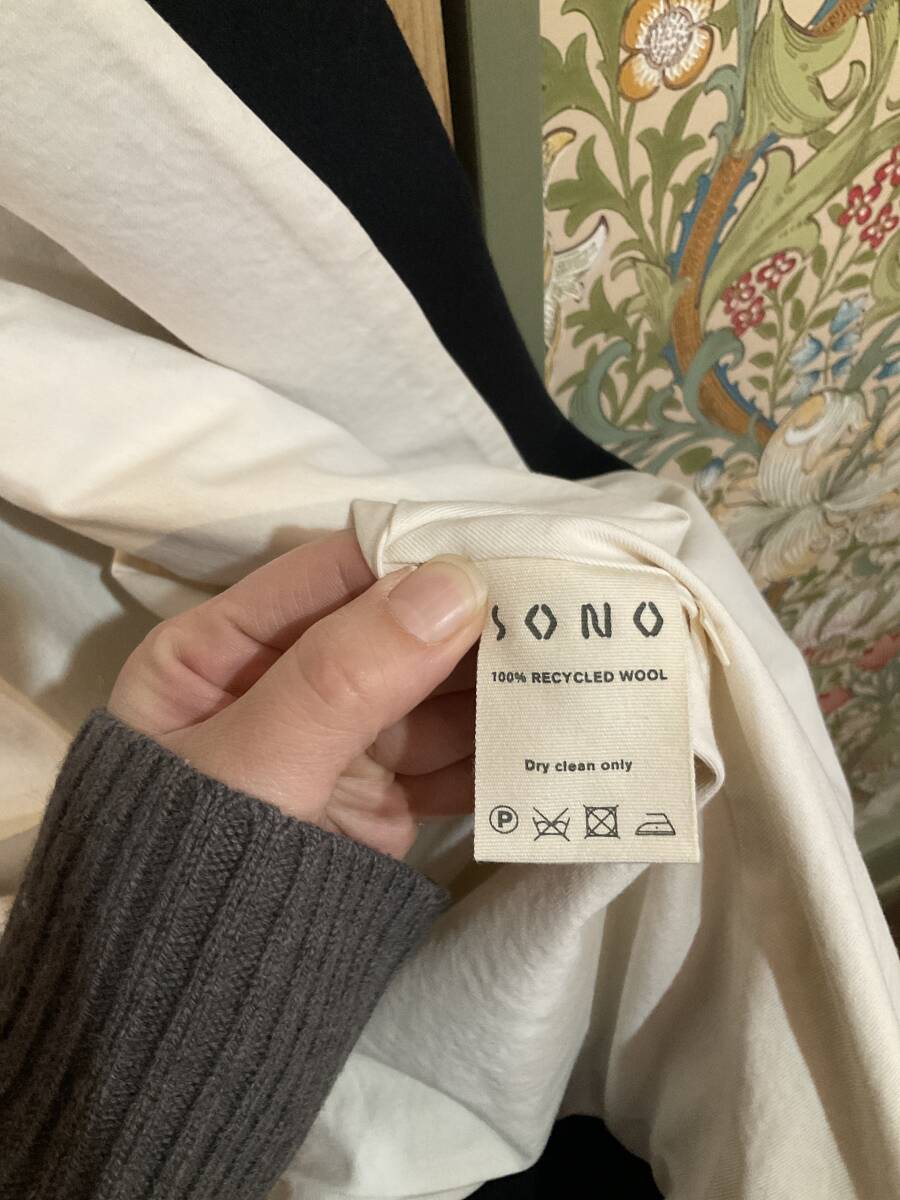 SONO
100% RECYCLED WOOL
Dry clean only
P